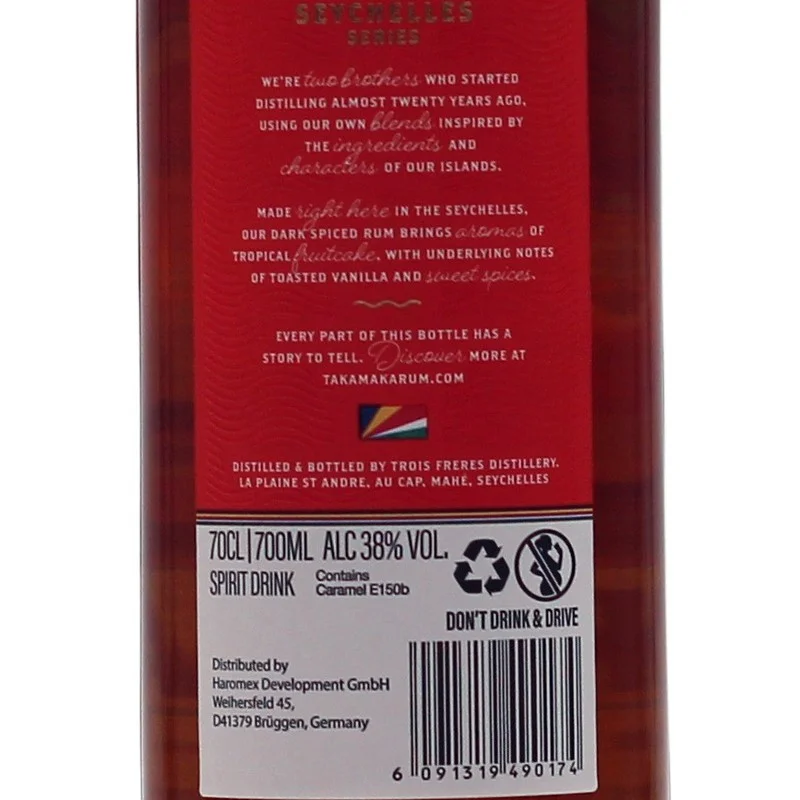 SEYCHELLES
SERIES
WE'RE two brothers WHO STARTED
DISTILLING ALMOST TWENTY YEARS AGO,
USING OUR OWN blends INSPIRED BY
THE ingredients AND
characters OF OUR ISLANDS.
MADE right here IN THE SEYCHELLES,
OUR DARK SPICED RUM BRINGS aromas OF
TROPICAL fruitcake, WITH UNDERLYING NOTES
OF TOASTED VANILLA AND sweet spices.
EVERY PART OF THIS BOTTLE HAS A
STORY TO TELL. Discover MORE AT
TAKAMAKARUM.COM
DISTILLED & BOTTLED BY TROIS FRERES DISTILLERY.
LA PLAINE ST ANDRE, AU CAP, MAHÉ, SEYCHELLES
70CL|700ML ALC 38% VOL.
SPIRIT DRINK Contains
Caramel E150b
DON'T DRINK & DRIVE
Distributed by
Haromex Development GmbH
Weihersfeld 45,
D41379 Brüggen, Germany
6 091319 490174